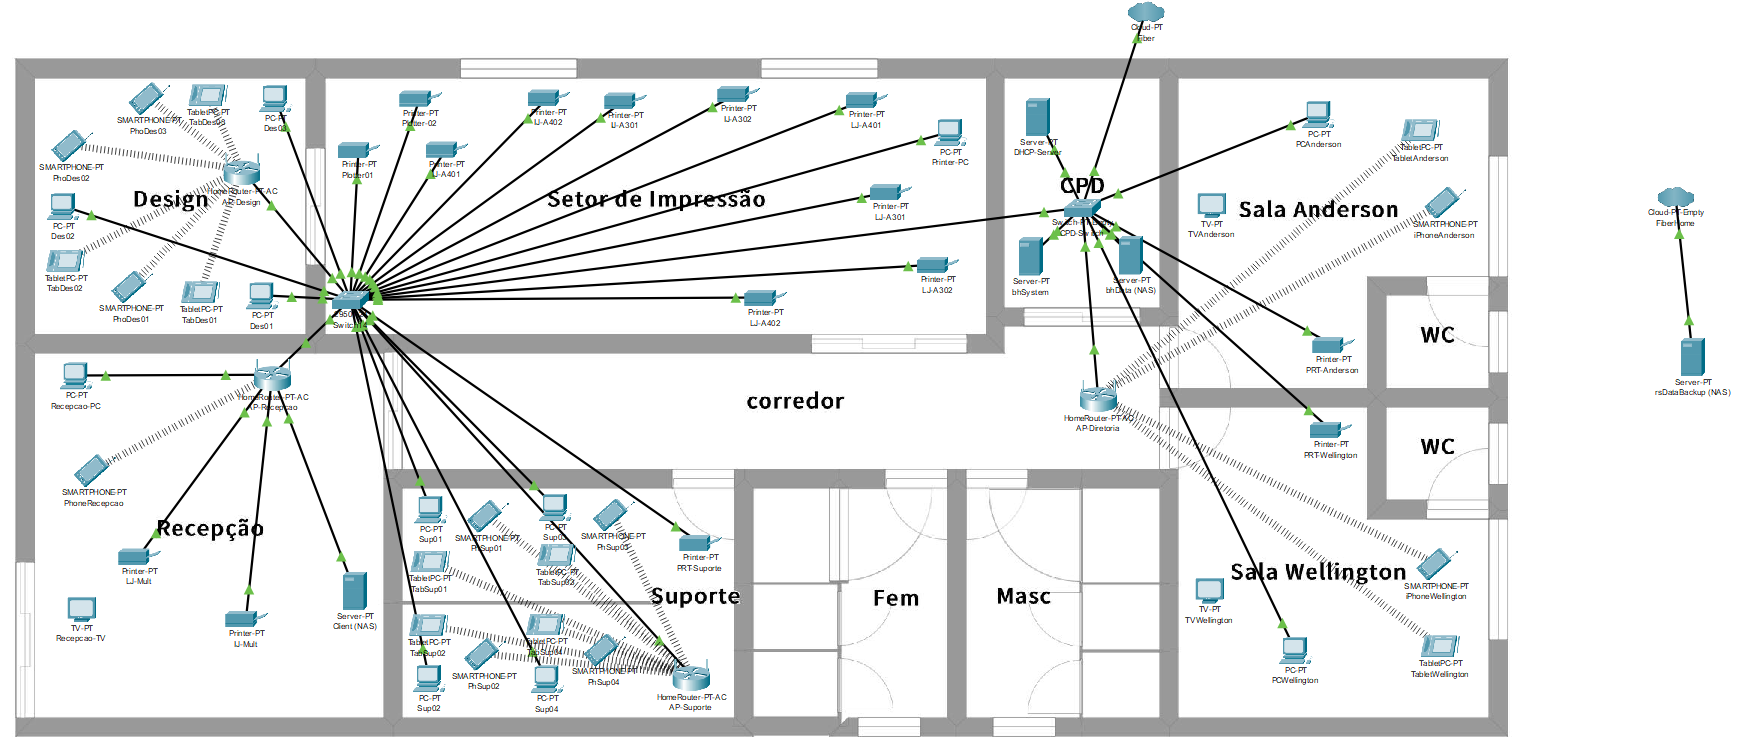 Cloud-PT
Fiber
SMARTPHONE-PT
PhoDes03
TabletPC-PT
TabDes03
PC-PT
SMARTPHONE-PT
PhoDes02
HomeRouter-PT-AC
AP-Design
Design
PC-PT
Des02
TabletPC-PT
TabDes02
SMARTPHONE-PT
PhoDes01
TabletPC-PT
TabDes01
PC-PT
Des01
Printer-PT
Plotter-02
Printer-PT
LJ-A402
Printer-PT
LJ-A301
Printer-PT
IJ-A302
Printer-PT
LJ-A401
PC-PT
Printer-PC
Printer-PT
Plotter01
Printer-PT
IJ-A401
Setor de Impressão
Printer-PT
LJ-A301
Printer-PT
LJ-A302
Printer-PT
LJ-A402
Server-PT
DHCP-Server
CPD
CPD-Switch
Server-PT
bhSystem
Server-PT
bhData (NAS)
PC-PT
PCAnderson
TabletPC-PT
TabletAnderson
TV-PT
TVAnderson
Sala Anderson
SMARTPHONE-PT
iPhoneAnderson
Cloud-PT-Empty
FiberHome
Server-PT
rsDataBackup (NAS)
Printer-PT
PRT-Anderson
WC
PC-PT
Recepcao-PC
HomeRouter-PT-AC
AP-Recepcao
corredor
HomeRouter-PT-AC
AP-Diretoria
Printer-PT
PRT-Wellington
WC
SMARTPHONE-PT
PhoneRecepcao
Recepção
Printer-PT
LJ-Mult
TV-PT
Recepcao-TV
Printer-PT
IJ-Mult
Server-PT
Client (NAS)
PC-PT
Sup01
SMARTPHONE-PT
PhSup01
PC-PT
Sup03
SMARTPHONE-PT
PhSup03
Printer-PT
PRT-Suporte
TabletPC-PT
TabSup01
TabletPC-PT
TabSup03
Suporte
TabletPC-PT
TabSup02
TabletPC-PT
TabSup04
SMARTPHONE-PT
PhSup02
SMARTPHONE-PT
PhSup04
PC-PT
Sup02
PC-PT
Sup04
HomeRouter-PT-AC
AP-Suporte
Fem
Masc
Sala Wellington
SMARTPHONE-PT
iPhoneWellington
TV-PT
TVWellington
PC-PT
PCWellington
TabletPC-PT
TabletWellington